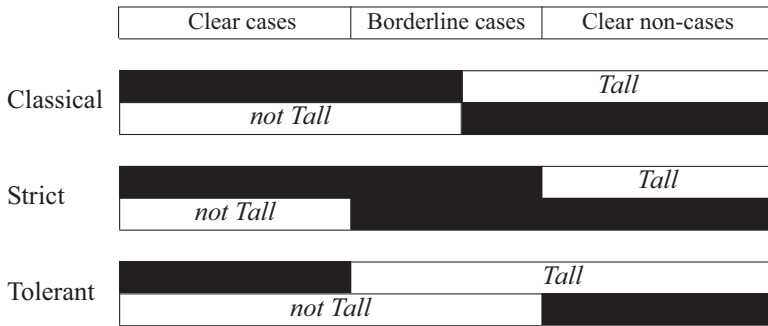 Clear cases Borderline cases Clear non-cases
Classical
Tall
not Tall
Strict
Tall
not Tall
Tolerant
Tall
not Tall